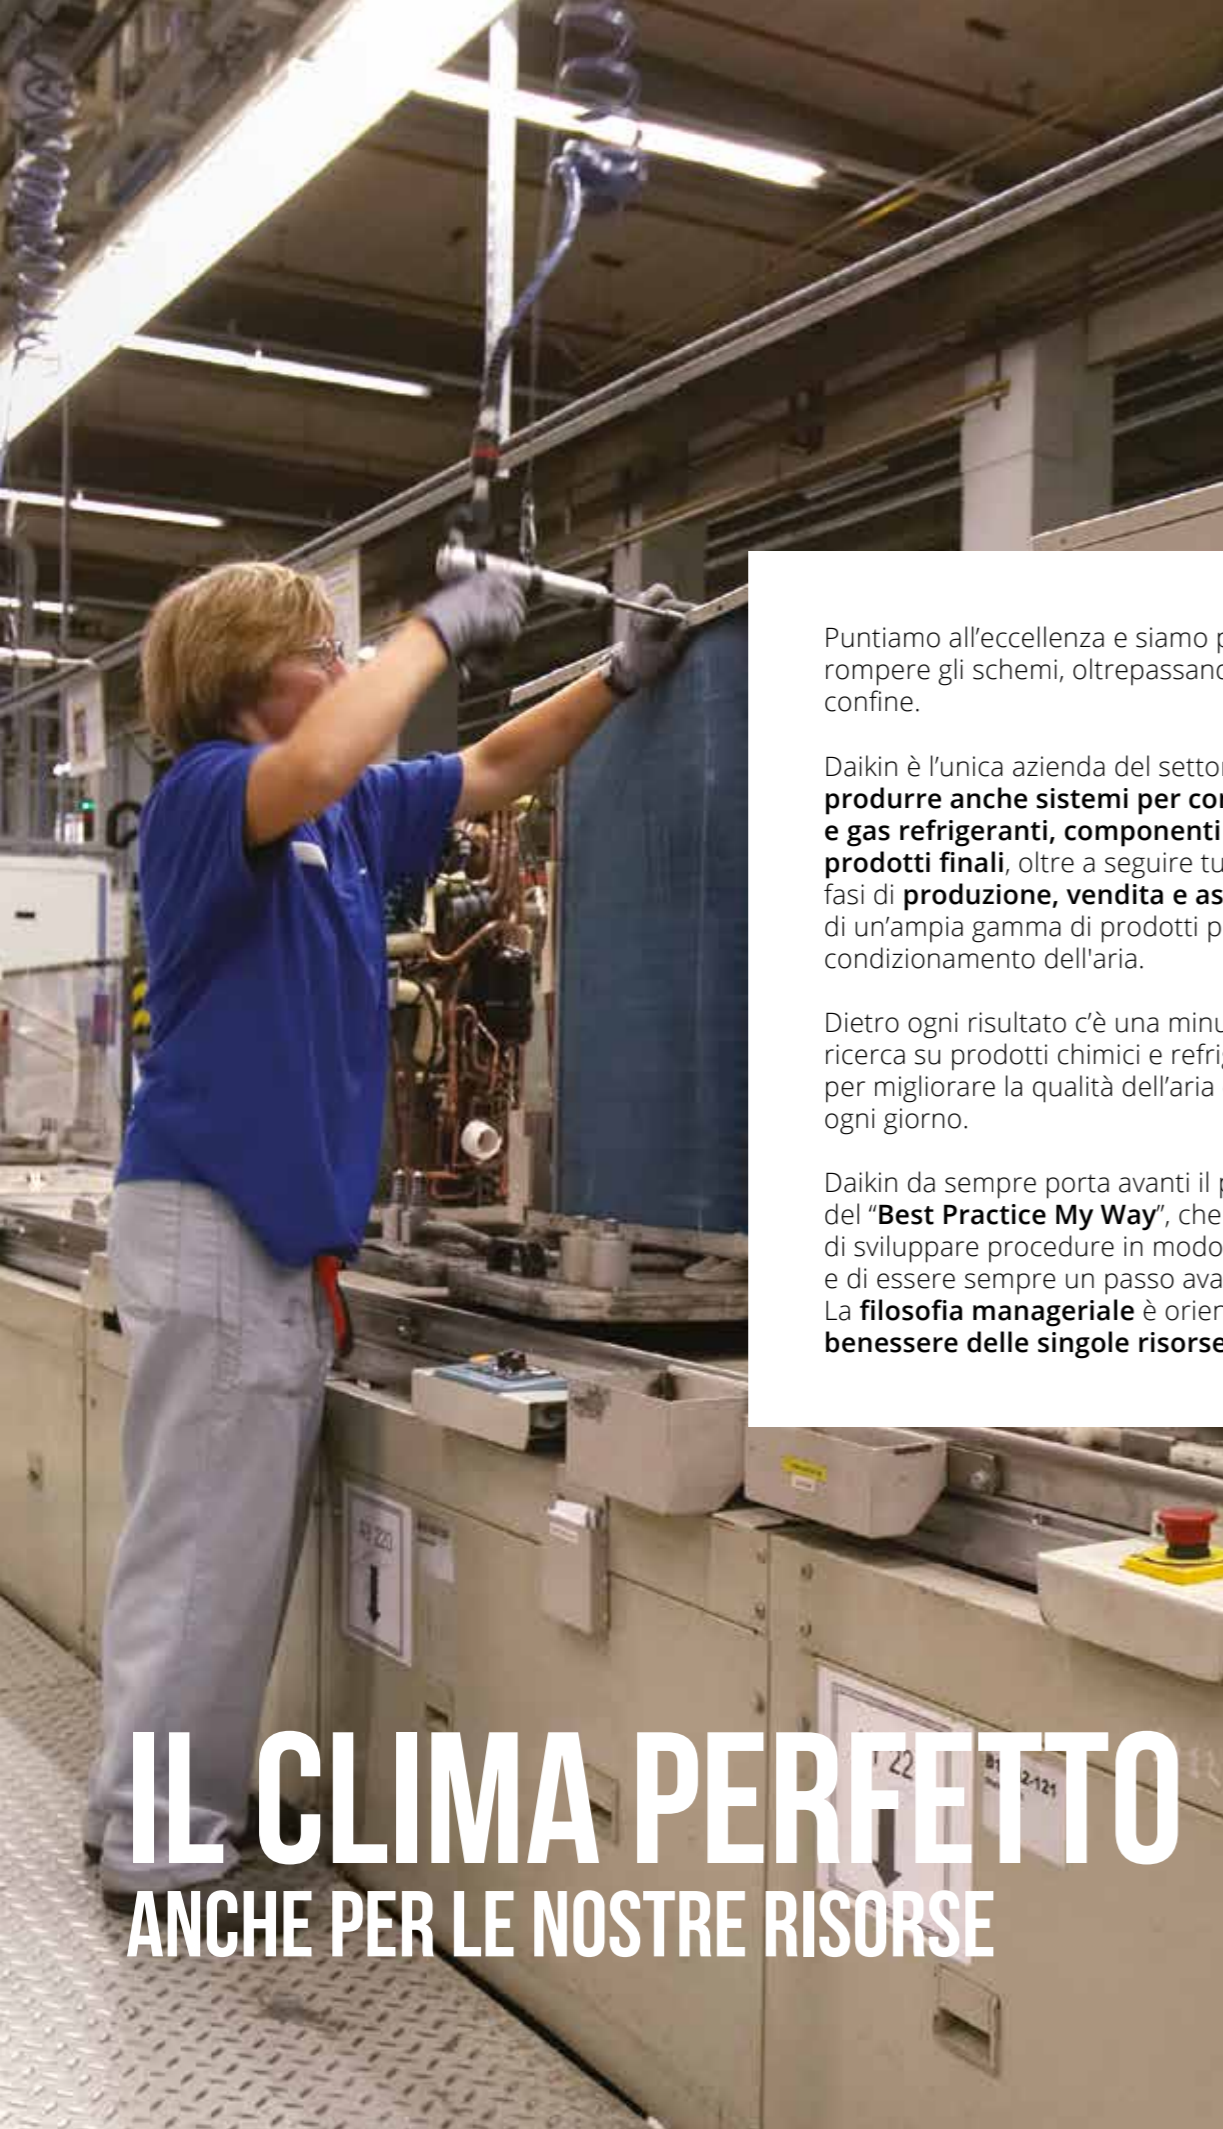 Puntiamo all’eccellenza e siamo
rompere gli schemi, oltrepassand
confine.
Daikin è l’unica azienda del settor
produrre anche sistemi per cor
e gas refrigeranti, componenti
prodotti finali, oltre a seguire tu
fasi di produzione, vendita e as
di un’ampia gamma di prodotti p
condizionamento dell'aria.
Dietro ogni risultato c’è una minu
ricerca su prodotti chimici e refrig
per migliorare la qualità dell’aria
ogni giorno.
Daikin da sempre porta avanti il p
del “Best Practice My Way”, che
di sviluppare procedure in modo
e di essere sempre un passo ava
La filosofia manageriale è orien
benessere delle singole risorse
220
IL CLIMA PERFETTO
ANCHE PER LE NOSTRE RISORSE